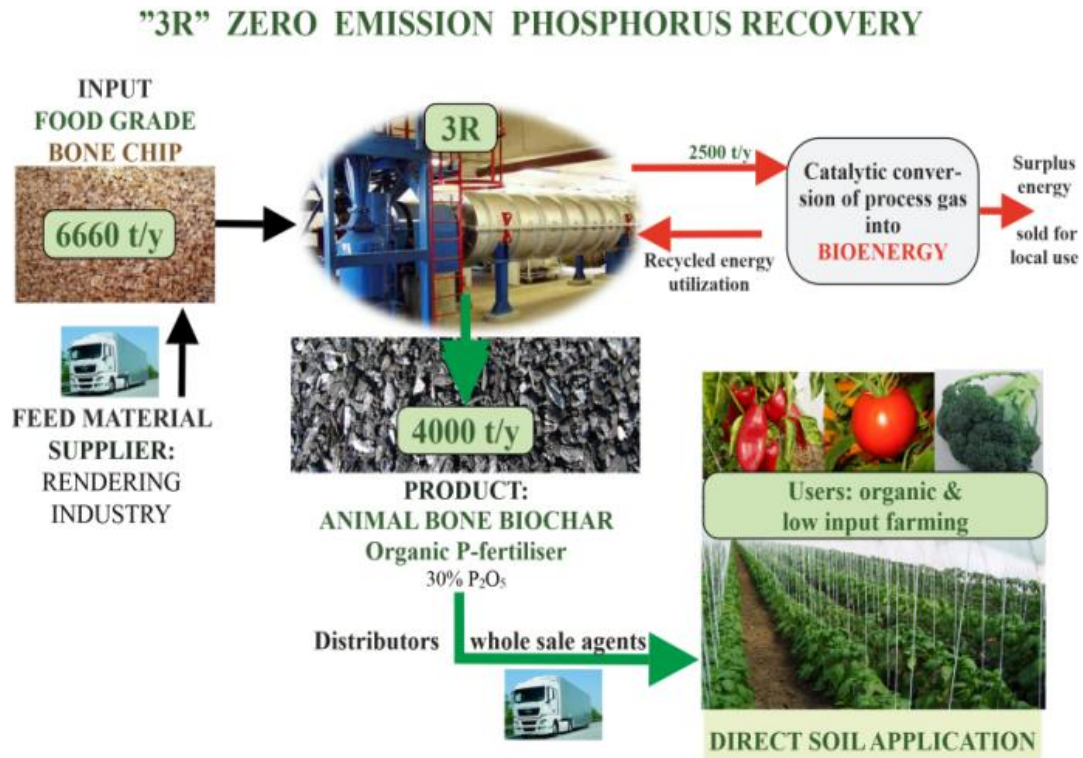 ”3R” ZERO EMISSION PHOSPHORUS RECOVERY
INPUT
FOOD GRADE
BONE CHIP
6660 t/y
FEED MATERIAL
SUPPLIER:
RENDERING
INDUSTRY
3R
2500 t/y
Recycled energy
utilization
Catalytic conver-
sion of process gas
into
BIOENERGY
Surplus
energy
sold for
local use
4000 t/y
PRODUCT:
ANIMAL BONE BIOCHAR
Organic P-fertiliser
30% P₂O₅
Distributors
whole sale agents
Users: organic &
low input farming
DIRECT SOIL APPLICATION